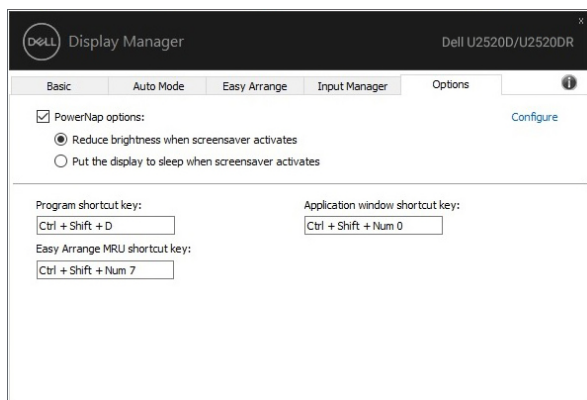 x
DELL Display Manager Dell U2520D/U2520DR
Basic Auto Mode Easy Arrange Input Manager Options i
PowerNap options: Configure
Reduce brightness when screensaver activates
Put the display to sleep when screensaver activates
Program shortcut key: Application window shortcut key:
Ctrl + Shift + D Ctrl + Shift + Num 0
Easy Arrange MRU shortcut key:
Ctrl + Shift + Num 7